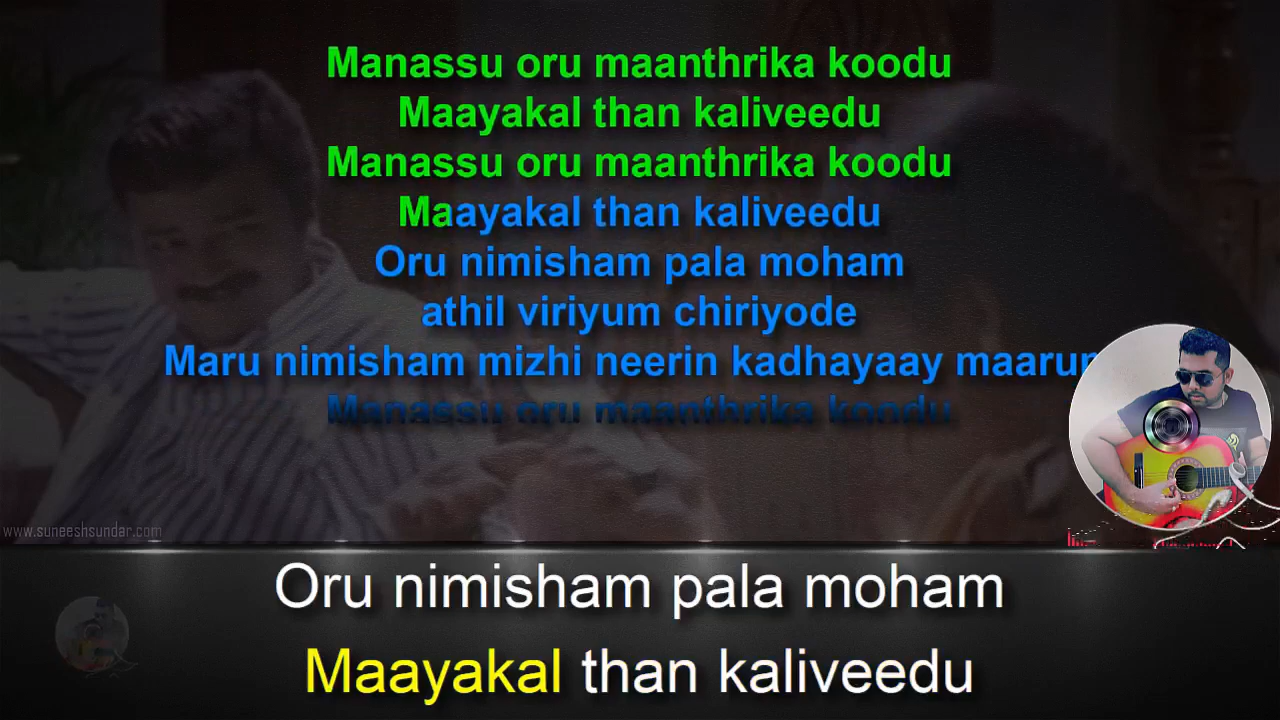 Manassu oru maanthrika koodu
Maayakal than kaliveedu
Manassu oru maanthrika koodu
Maayakal than kaliveedu
Oru nimisham pala moham
athil viriyum chiriyode
Maru nimisham mizhi neerin kadhayaay maarum
Manassu oru maanthrika koodu
www.suneeshsundar.com
Oru nimisham pala moham
Maayakal than kaliveedu